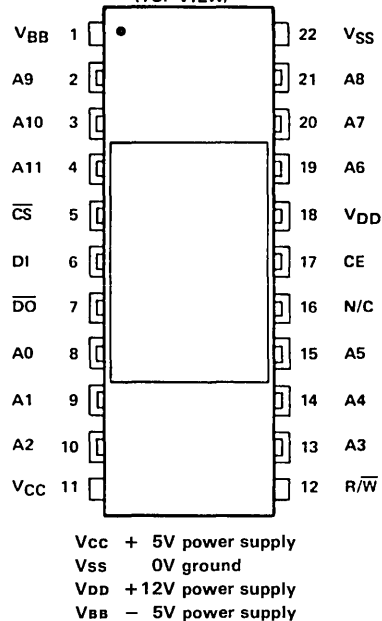 (TOP VIEW)
VBB 1 22 VSS
A9 2 21 A8
A10 3 20 A7
A11 4 19 A6
C̅S̅ 5 18 VDD
DI 6 17 CE
D̅O̅ 7 16 N/C
A0 8 15 A5
A1 9 14 A4
A2 10 13 A3
VCC 11 12 R/W̅
VCC + 5V power supply
VSS 0V ground
VDD +12V power supply
VBB – 5V power supply